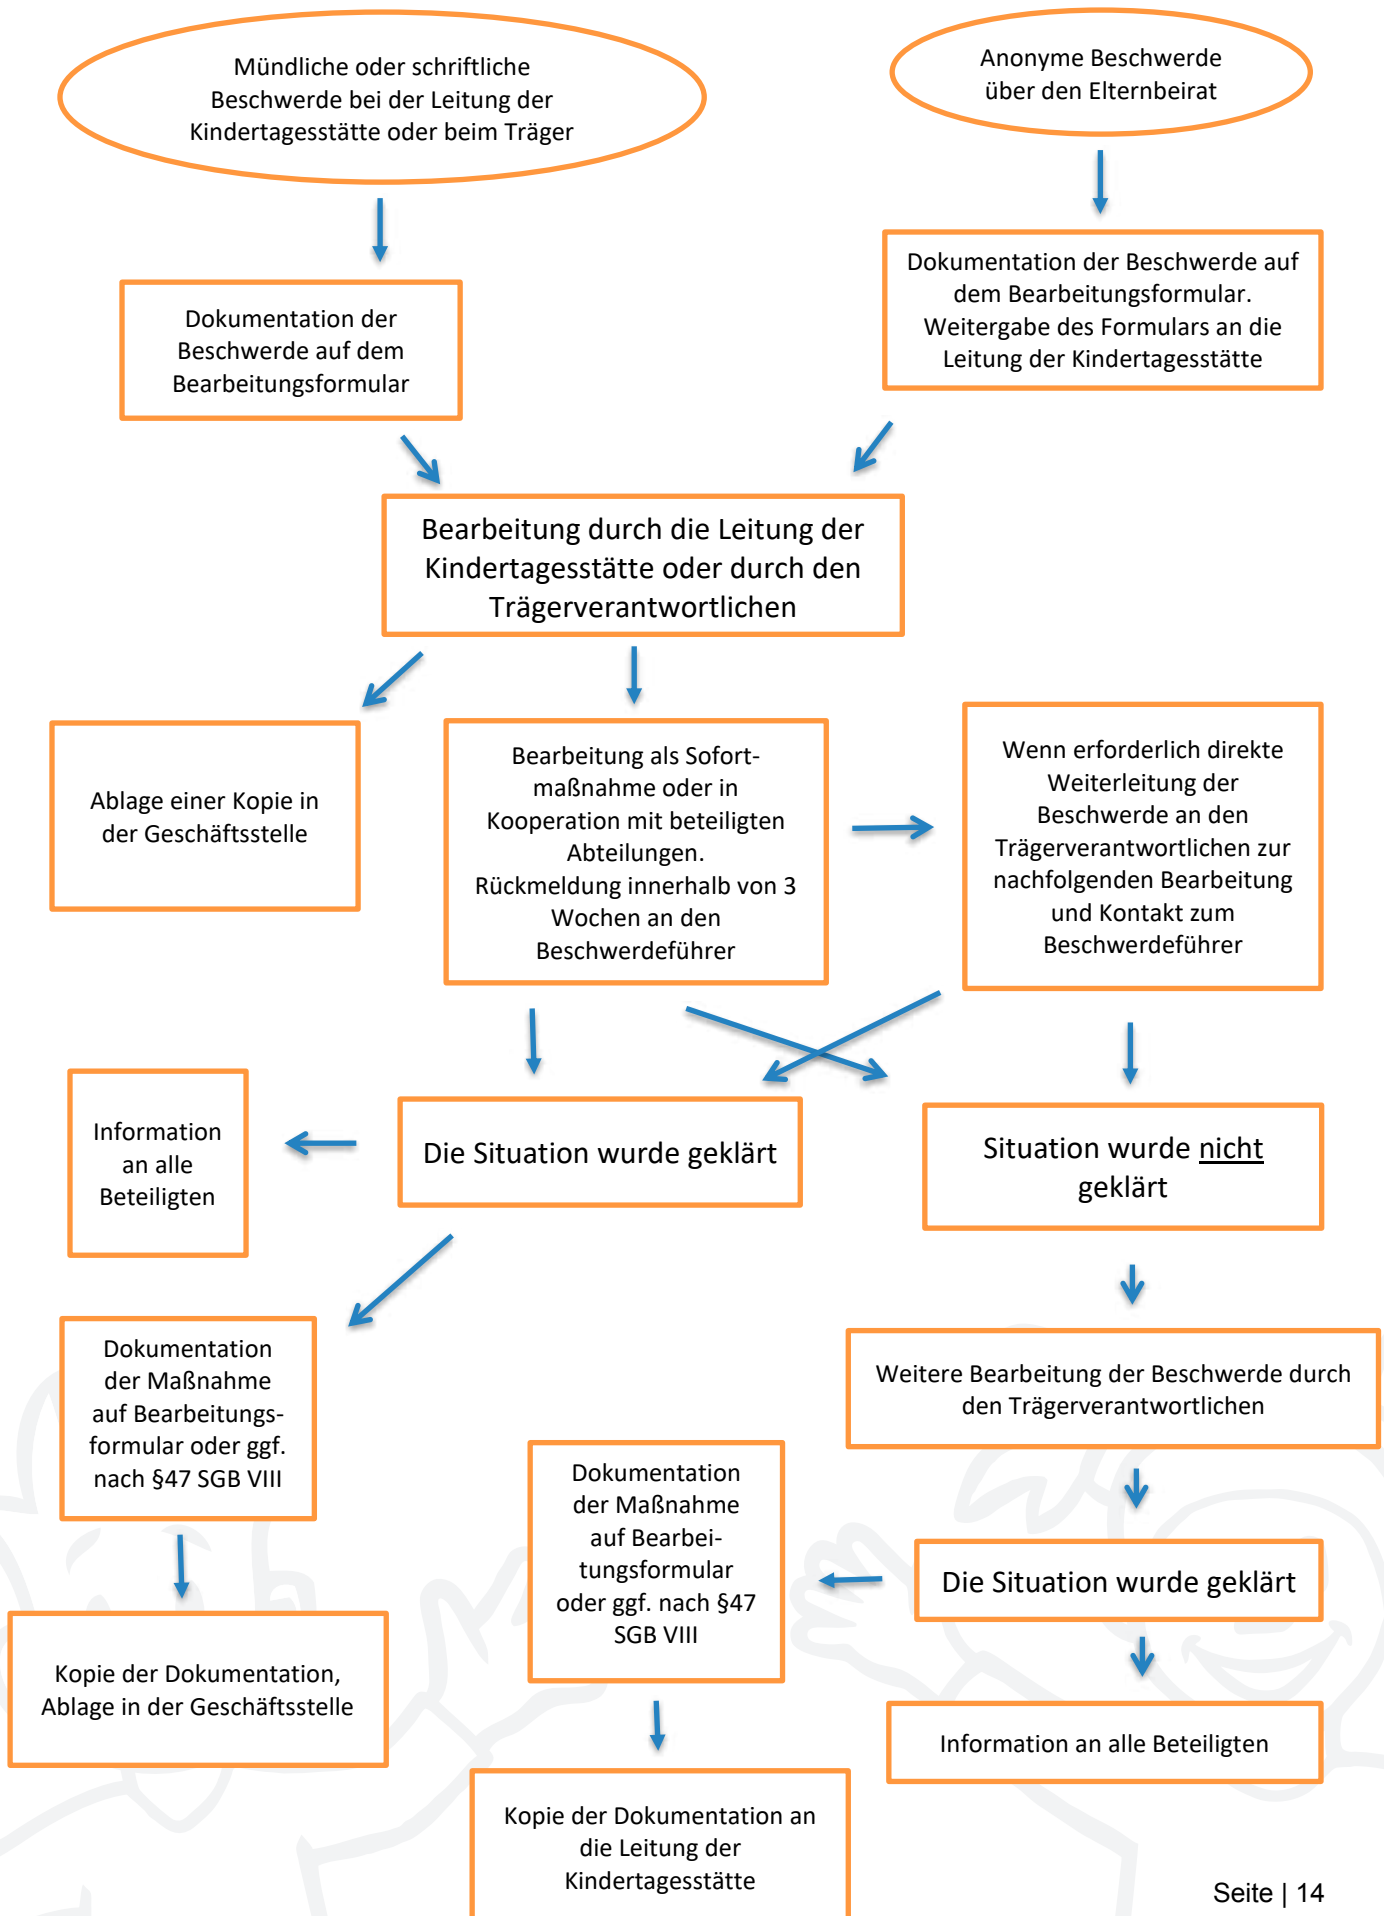 Mündliche oder schriftliche
Beschwerde bei der Leitung der
Kindertagesstätte oder beim Träger
Anonyme Beschwerde
über den Elternbeirat
Dokumentation der
Beschwerde auf dem
Bearbeitungsformular
Dokumentation der Beschwerde auf
dem Bearbeitungsformular.
Weitergabe des Formulars an die
Leitung der Kindertagesstätte
Bearbeitung durch die Leitung der
Kindertagesstätte oder durch den
Trägerverantwortlichen
Ablage einer Kopie in
der Geschäftsstelle
Bearbeitung als Sofort-
maßnahme oder in
Kooperation mit beteiligten
Abteilungen.
Rückmeldung innerhalb von 3
Wochen an den
Beschwerdeführer
Wenn erforderlich direkte
Weiterleitung der
Beschwerde an den
Trägerverantwortlichen zur
nachfolgenden Bearbeitung
und Kontakt zum
Beschwerdeführer
Information
an alle
Beteiligten
Die Situation wurde geklärt
Situation wurde nicht
geklärt
Dokumentation
der Maßnahme
auf Bearbeitungs-
formular oder ggf.
nach §47 SGB VIII
Weitere Bearbeitung der Beschwerde durch
den Trägerverantwortlichen
Dokumentation
der Maßnahme
auf Bearbei-
tungsformular
oder ggf. nach §47
SGB VIII
Die Situation wurde geklärt
Kopie der Dokumentation,
Ablage in der Geschäftsstelle
Information an alle Beteiligten
Kopie der Dokumentation an
die Leitung der
Kindertagesstätte
Seite | 14